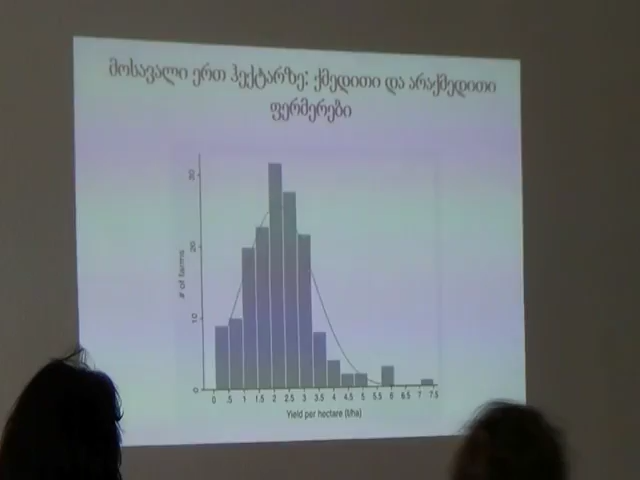 მოსავალი ერთ ჰექტარზე: ქმედითი და არაქმედითი
ფერმერები
30
20
10
0
# of farms
0 .5 1 1.5 2 2.5 3 3.5 4 4.5 5 5.5 6 6.5 7 7.5
Yield per hectare (t/ha)